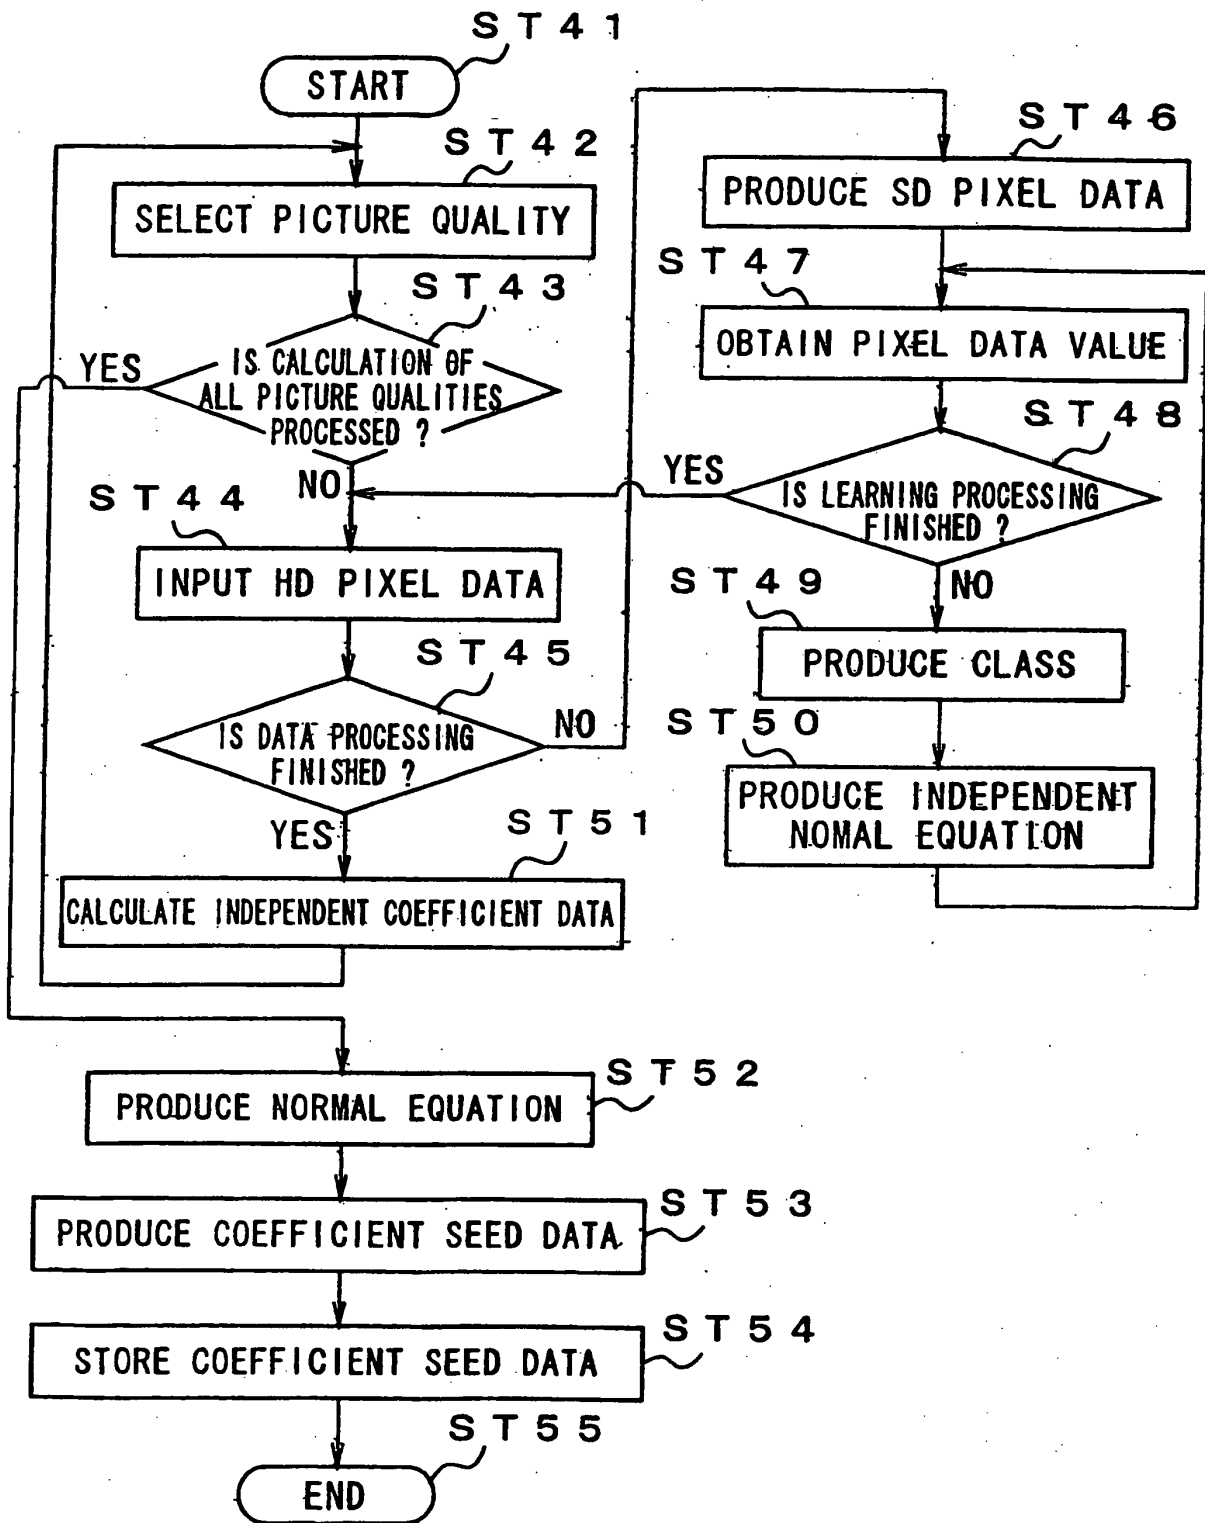 ST41
START
ST42
SELECT PICTURE QUALITY
ST43
YES
IS CALCULATION OF
ALL PICTURE QUALITIES
PROCESSED ?
NO
ST44
INPUT HD PIXEL DATA
ST45
IS DATA PROCESSING
FINISHED ?
NO
YES
ST46
PRODUCE SD PIXEL DATA
ST47
OBTAIN PIXEL DATA VALUE
ST48
YES
IS LEARNING PROCESSING
FINISHED ?
NO
ST49
PRODUCE CLASS
ST50
PRODUCE INDEPENDENT
NOMAL EQUATION
ST51
CALCULATE INDEPENDENT COEFFICIENT DATA
ST52
PRODUCE NORMAL EQUATION
ST53
PRODUCE COEFFICIENT SEED DATA
ST54
STORE COEFFICIENT SEED DATA
ST55
END